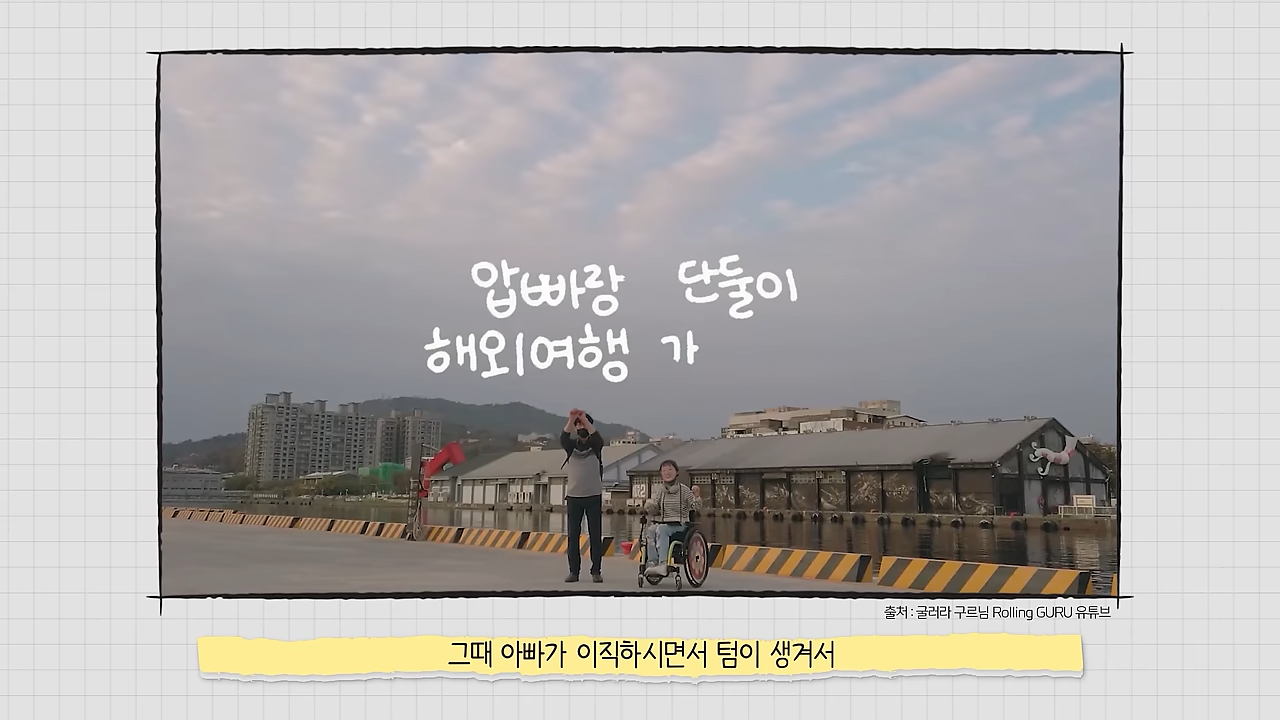 압빠랑 단둘이
해외여행 가
출처 : 굴러라 구르님 Rolling GURU 유튜브
그때 아빠가 이직하시면서 텀이 생겨서